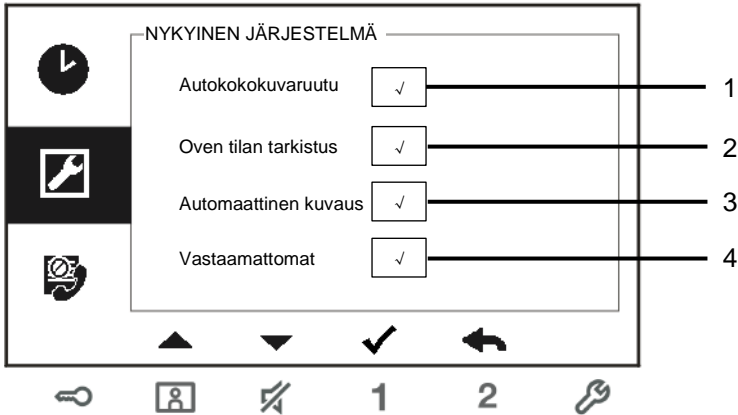 NYKYINEN JÄRJESTELMÄ
Autokokokuvaruutu √ 1
Oven tilan tarkistus √ 2
Automaattinen kuvaus √ 3
Vastaamattomat √ 4
1 2